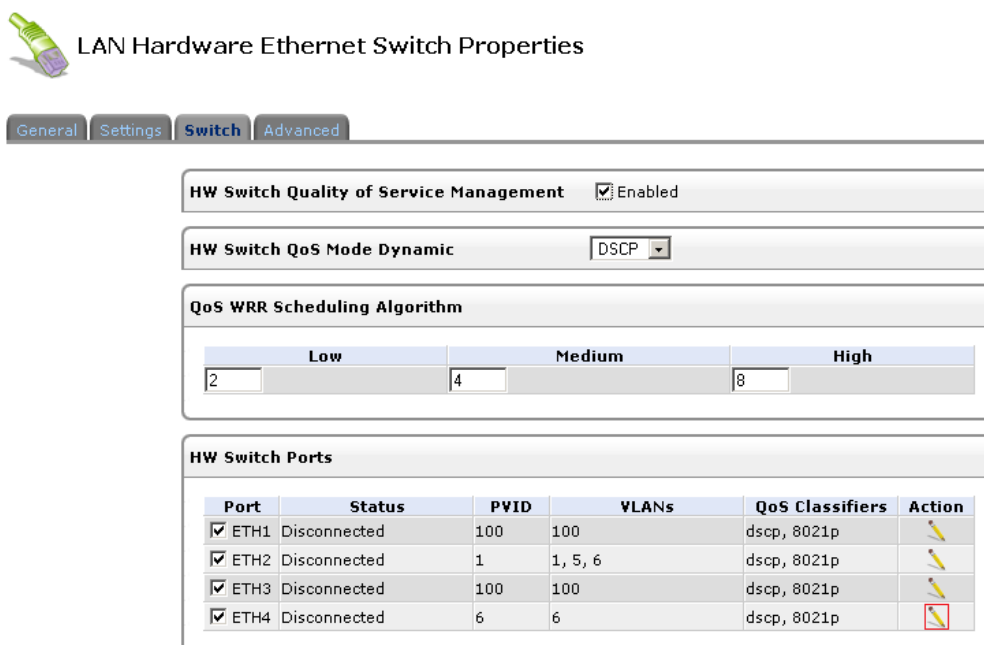 LAN Hardware Ethernet Switch Properties
General Settings Switch Advanced
HW Switch Quality of Service Management Enabled
HW Switch QoS Mode Dynamic DSCP
QoS WRR Scheduling Algorithm
Low Medium High
2 4 8
HW Switch Ports
Port Status PVID VLANs QoS Classifiers Action
ETH1 Disconnected 100 100 dscp, 8021p
ETH2 Disconnected 1 1, 5, 6 dscp, 8021p
ETH3 Disconnected 100 100 dscp, 8021p
ETH4 Disconnected 6 6 dscp, 8021p